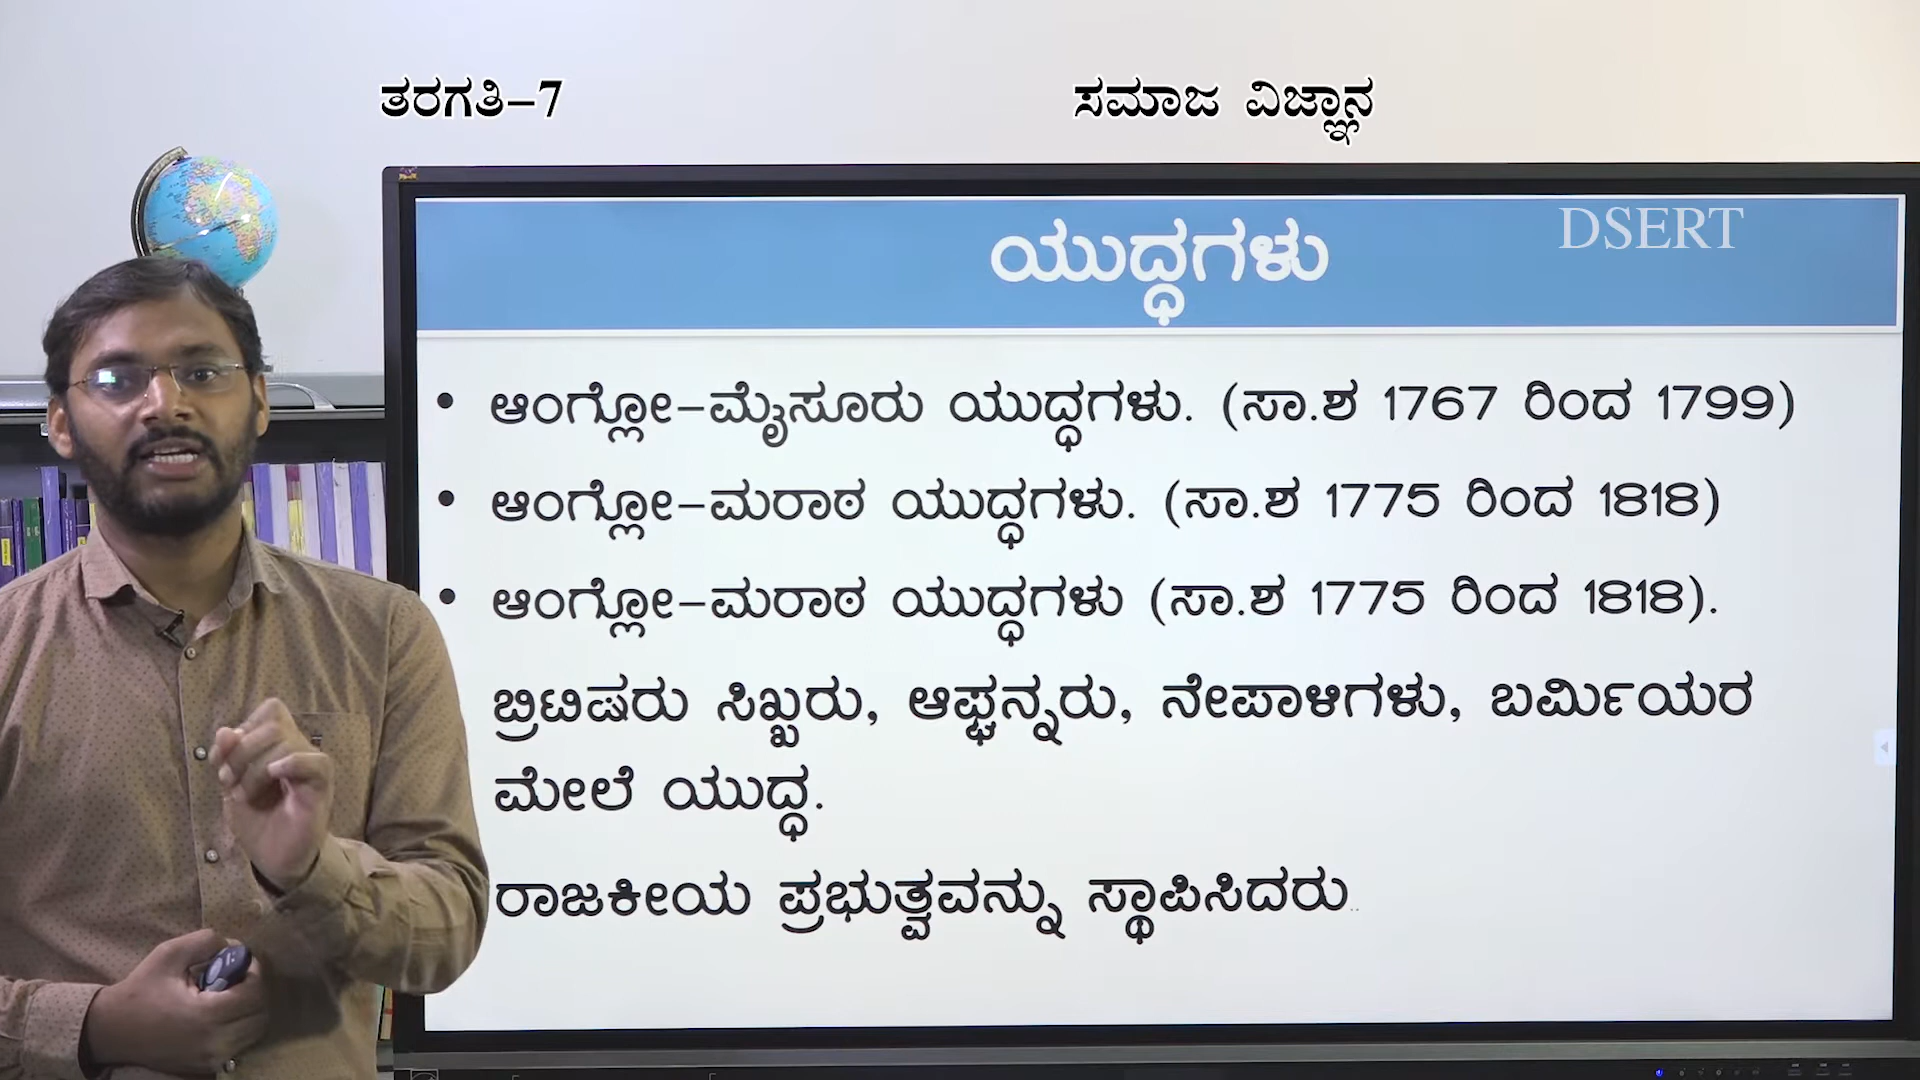 ತರಗತಿ–7
ಸಮಾಜ ವಿಜ್ಞಾನ
DSERT
ಯುದ್ಧಗಳು
• ಆಂಗ್ಲೋ–ಮೈಸೂರು ಯುದ್ಧಗಳು. (ಸಾ.ಶ 1767 ರಿಂದ 1799)
• ಆಂಗ್ಲೋ–ಮರಾಠ ಯುದ್ಧಗಳು. (ಸಾ.ಶ 1775 ರಿಂದ 1818)
• ಆಂಗ್ಲೋ–ಮರಾಠ ಯುದ್ಧಗಳು (ಸಾ.ಶ 1775 ರಿಂದ 1818).
ಬ್ರಿಟಿಷರು ಸಿಖ್ಖರು, ಆಫ್ಘನ್ನರು, ನೇಪಾಳಿಗಳು, ಬರ್ಮಿಯರ
ಮೇಲೆ ಯುದ್ಧ.
ರಾಜಕೀಯ ಪ್ರಭುತ್ವವನ್ನು ಸ್ಥಾಪಿಸಿದರು..